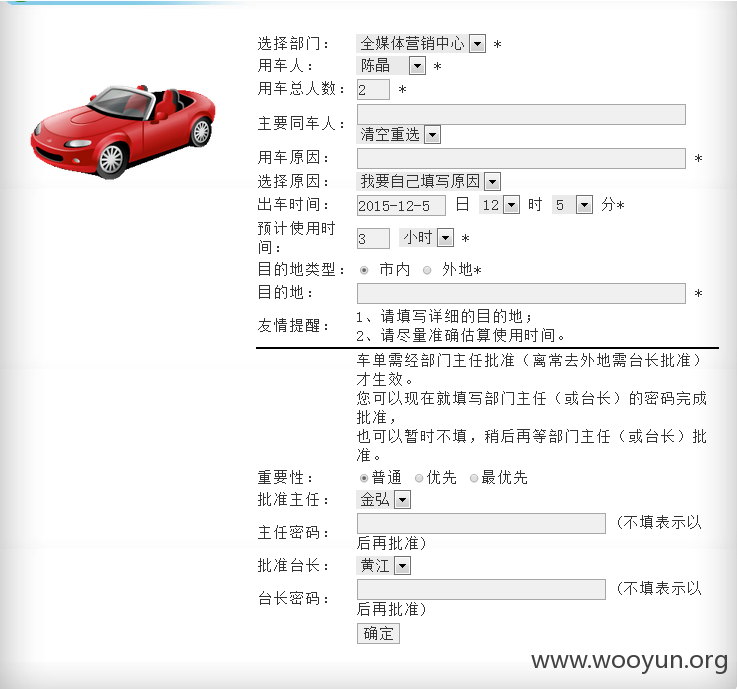 选择部门： 全媒体营销中心 *
用车人： 陈晶 *
用车总人数： 2 *
主要同车人：
清空重选
用车原因： *
选择原因： 我要自己填写原因
出车时间： 2015-12-5 日 12 时 5 分*
预计使用时
间： 3 小时 *
目的地类型： 市内 外地*
目的地： *
友情提醒： 1、请填写详细的目的地；
2、请尽量准确估算使用时间。
车单需经部门主任批准（离常去外地需台长批准）
才生效。
您可以现在就填写部门主任（或台长）的密码完成
批准，
也可以暂时不填，稍后再等部门主任（或台长）批
准。
重要性： 普通 优先 最优先
批准主任： 金弘
主任密码： （不填表示以
后再批准）
批准台长： 黄江
台长密码： （不填表示以
后再批准）
确定
www.wooyun.org